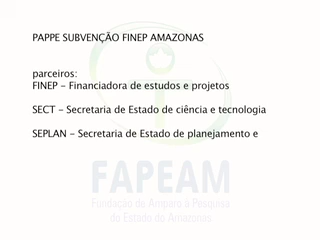 PAPPE SUBVENÇÃO FINEP AMAZONAS
parceiros:
FINEP - Financiadora de estudos e projetos
SECT - Secretaria de Estado de ciência e tecnologia
SEPLAN - Secretaria de Estado de planejamento e
FAPEAM
Fundação de Amparo à Pesquisa
do Estado do Amazonas